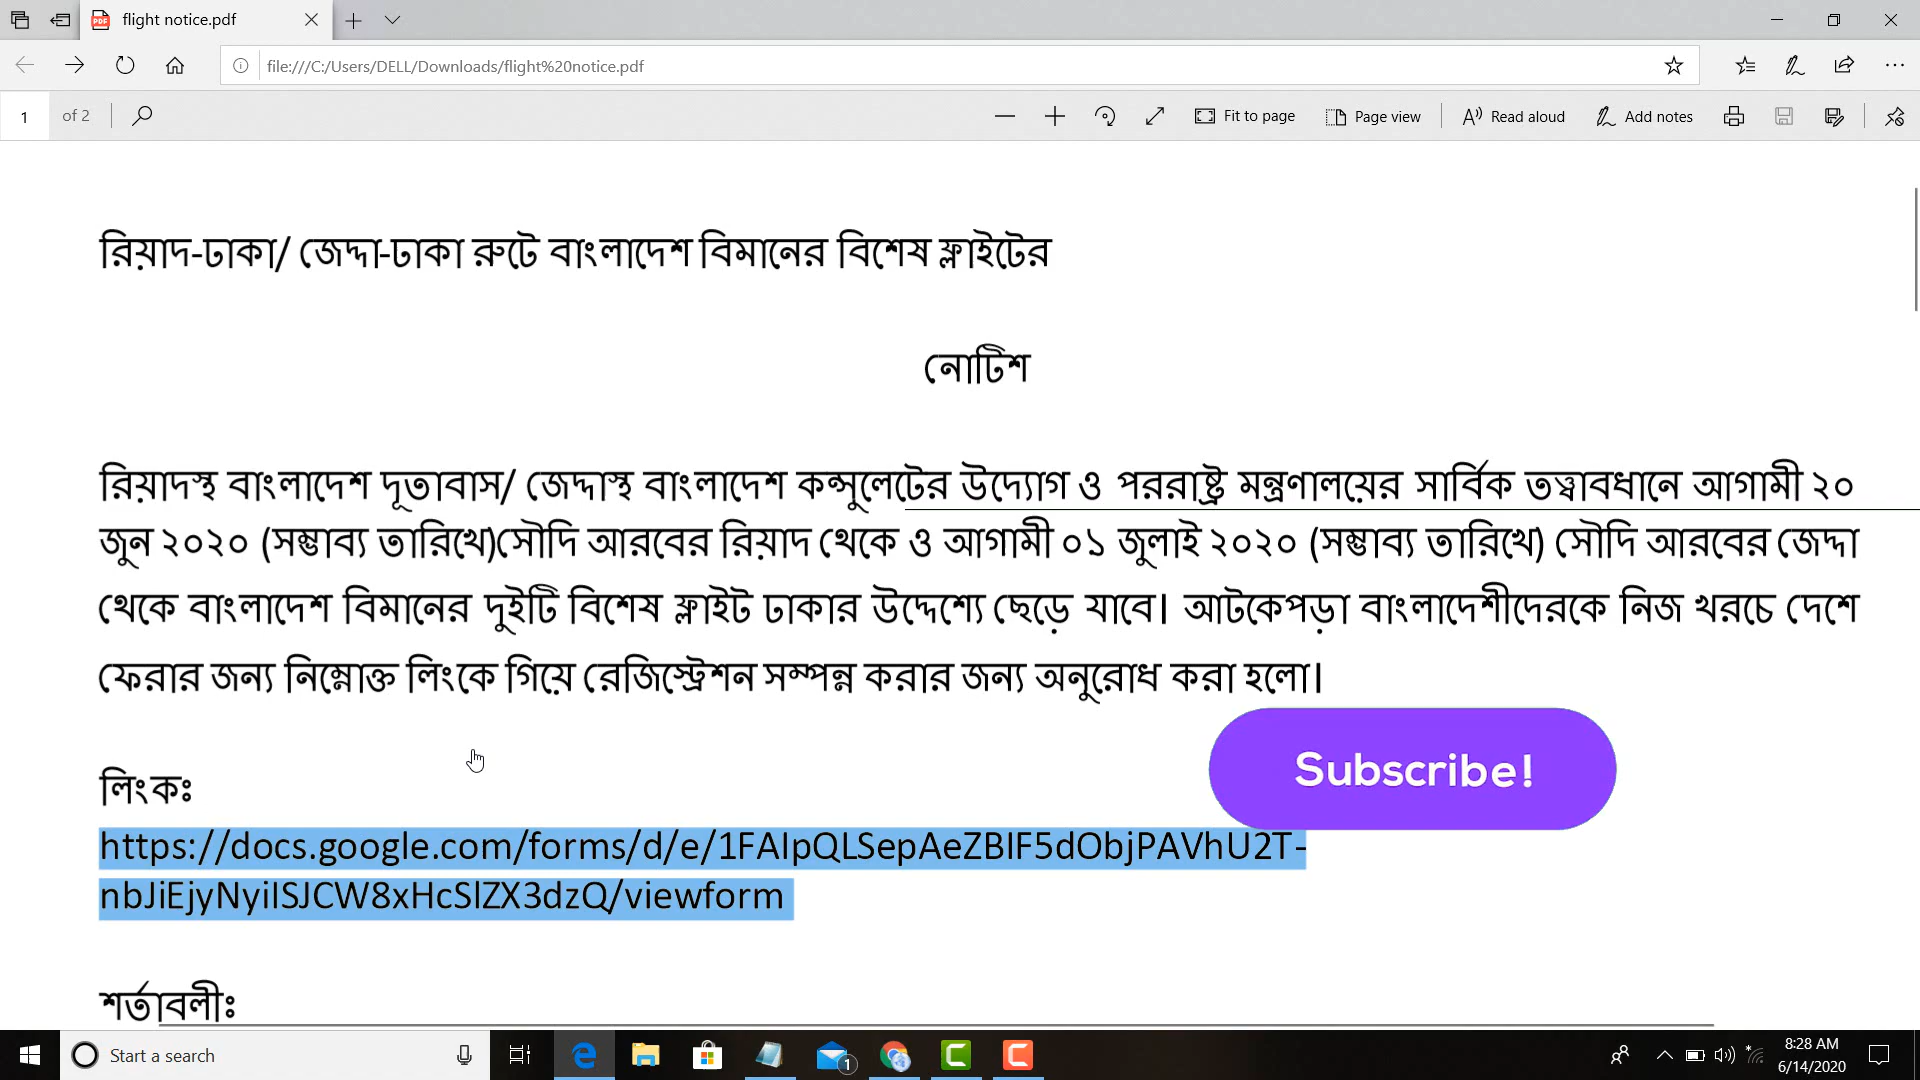 flight notice.pdf
file:///C:/Users/DELL/Downloads/flight%20notice.pdf
1 of 2
Fit to page
Page view
Read aloud
Add notes
রিয়াদ-ঢাকা/ জেদ্দা-ঢাকা রুটে বাংলাদেশ বিমানের বিশেষ ফ্লাইটের
নোটিশ
রিয়াদস্থ বাংলাদেশ দূতাবাস/ জেদ্দাস্থ বাংলাদেশ কন্সুলেটের উদ্যোগ ও পররাষ্ট্র মন্ত্রণালয়ের সার্বিক তত্ত্বাবধানে আগামী ২০
জুন ২০২০ (সম্ভাব্য তারিখে)সৌদি আরবের রিয়াদ থেকে ও আগামী ০১ জুলাই ২০২০ (সম্ভাব্য তারিখে) সৌদি আরবের জেদ্দা
থেকে বাংলাদেশ বিমানের দুইটি বিশেষ ফ্লাইট ঢাকার উদ্দেশ্যে ছেড়ে যাবে। আটকেপড়া বাংলাদেশীদেরকে নিজ খরচে দেশে
ফেরার জন্য নিম্নোক্ত লিংকে গিয়ে রেজিস্ট্রেশন সম্পন্ন করার জন্য অনুরোধ করা হলো।
Subscribe!
লিংকঃ
https://docs.google.com/forms/d/e/1FAIpQLSepAeZBIF5dObjPAVhU2T-
nbJiEjyNyiISJCW8xHcSlZX3dzQ/viewform
শর্তাবলীঃ
Start a search
1
8:28 AM
6/14/2020